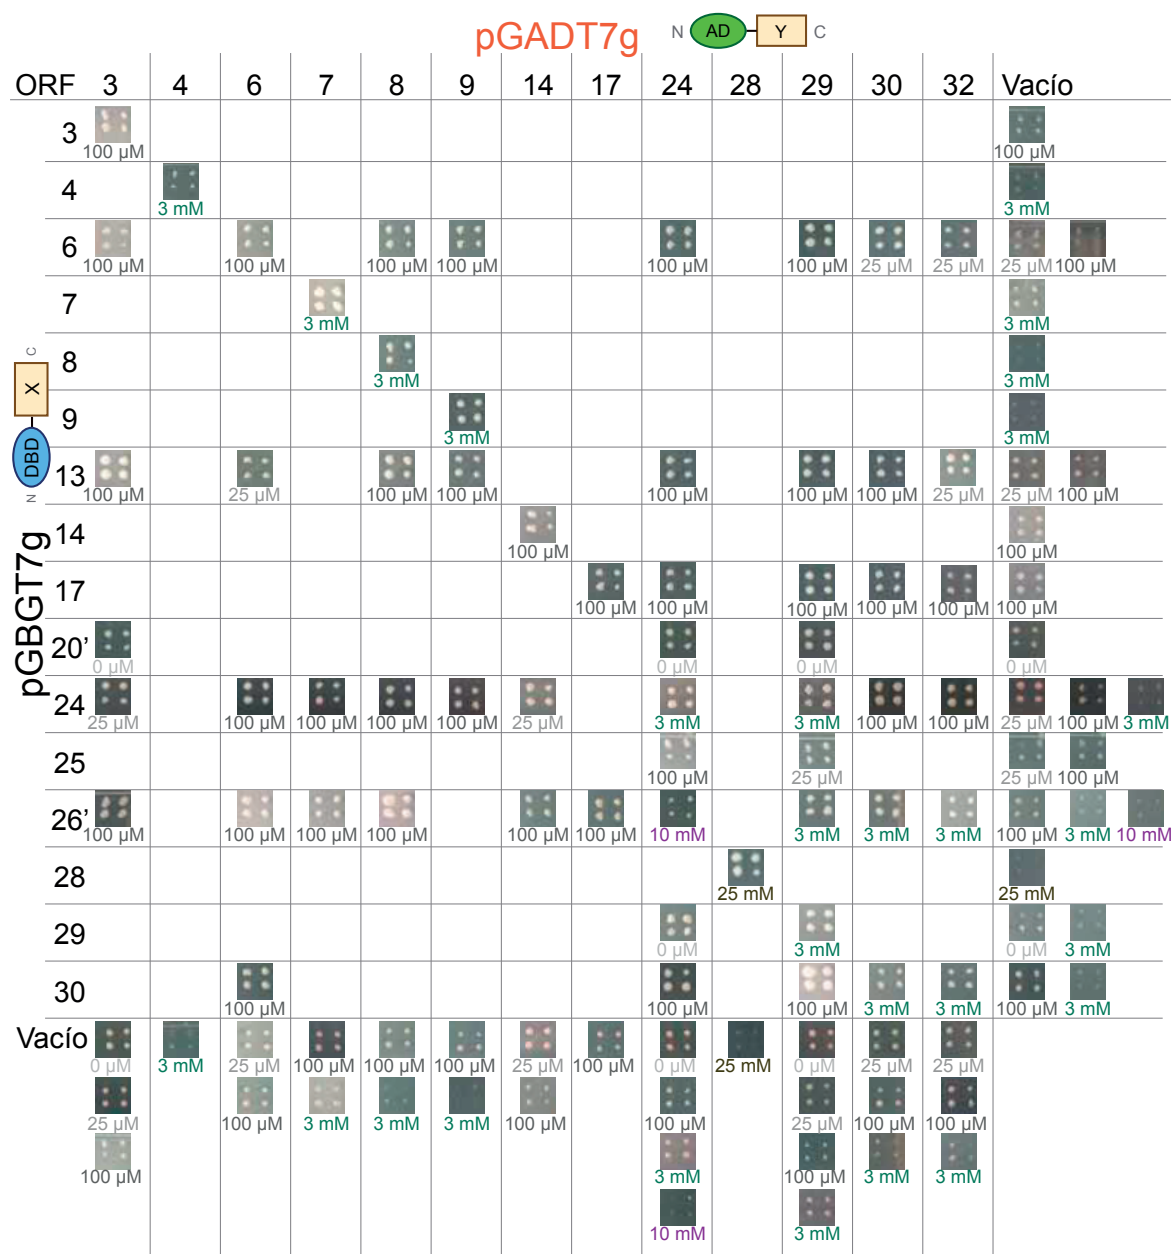 pGADT7g N AD Y C
ORF 3 4 6 7 8 9 14 17 24 28 29 30 32 Vacío
3
100 µM 100 µM
4
3 mM 3 mM
6
100 µM 100 µM 100 µM 100 µM 100 µM 100 µM 25 µM 25 µM 25 µM 100 µM
7
3 mM 3 mM
8
3 mM 3 mM
9
3 mM 3 mM
13
100 µM 25 µM 100 µM 100 µM 100 µM 100 µM 100 µM 25 µM 25 µM 100 µM
14
100 µM 100 µM
17
100 µM 100 µM 100 µM 100 µM 100 µM 100 µM
20’
0 µM 0 µM 0 µM 0 µM
24
25 µM 100 µM 100 µM 100 µM 100 µM 25 µM 3 mM 3 mM 100 µM 100 µM 25 µM 100 µM 3 mM
25
100 µM 25 µM 25 µM 100 µM
26’
100 µM 100 µM 100 µM 100 µM 100 µM 100 µM 10 mM 3 mM 3 mM 3 mM 100 µM 3 mM 10 mM
28
25 mM 25 mM
29
0 µM 3 mM 0 µM 3 mM
30
100 µM 100 µM 100 µM 3 mM 3 mM 100 µM 3 mM
Vacío
0 µM 3 mM 25 µM 100 µM 100 µM 100 µM 25 µM 100 µM 0 µM 25 mM 0 µM 25 µM 25 µM
25 µM 100 µM 3 mM 3 mM 3 mM 100 µM 100 µM 25 µM 100 µM 100 µM
100 µM 3 mM 100 µM 3 mM 3 mM
10 mM 3 mM
pGBGT7g
N DBD X C